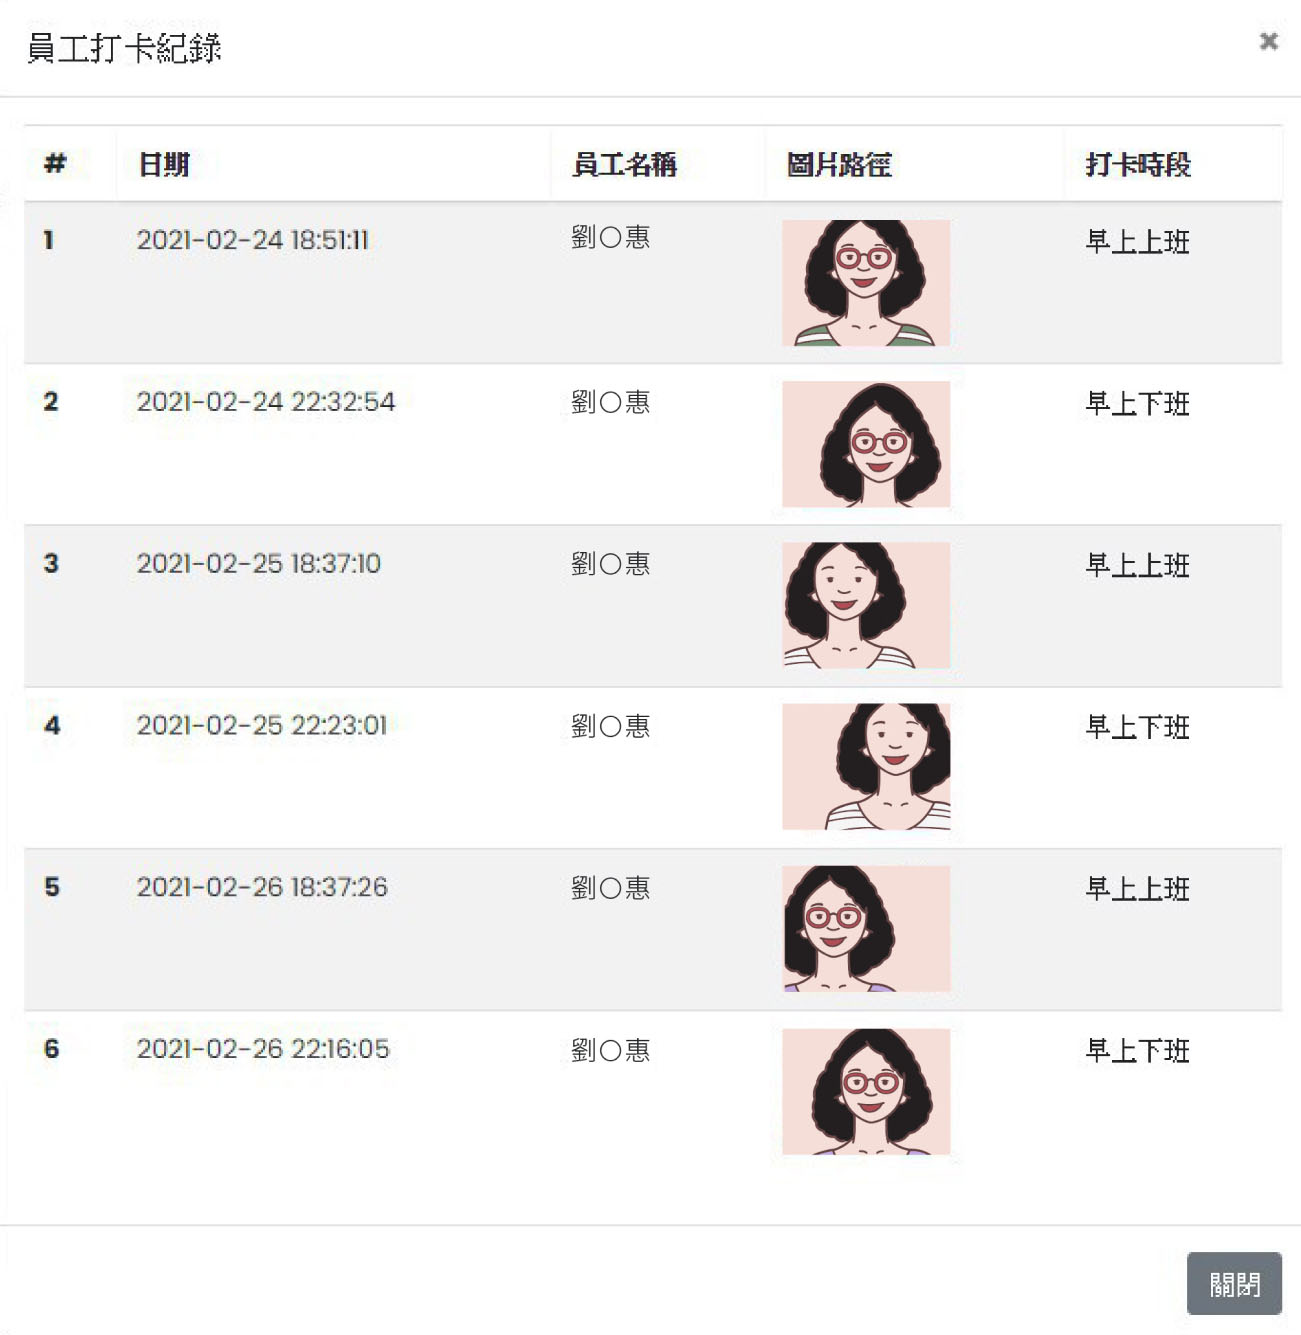 員工打卡紀錄
×
# 日期 員工名稱 圖片路徑 打卡時段
1 2021-02-24 18:51:11 劉〇惠 早上上班
2 2021-02-24 22:32:54 劉〇惠 早上下班
3 2021-02-25 18:37:10 劉〇惠 早上上班
4 2021-02-25 22:23:01 劉〇惠 早上下班
5 2021-02-26 18:37:26 劉〇惠 早上上班
6 2021-02-26 22:16:05 劉〇惠 早上下班
關閉